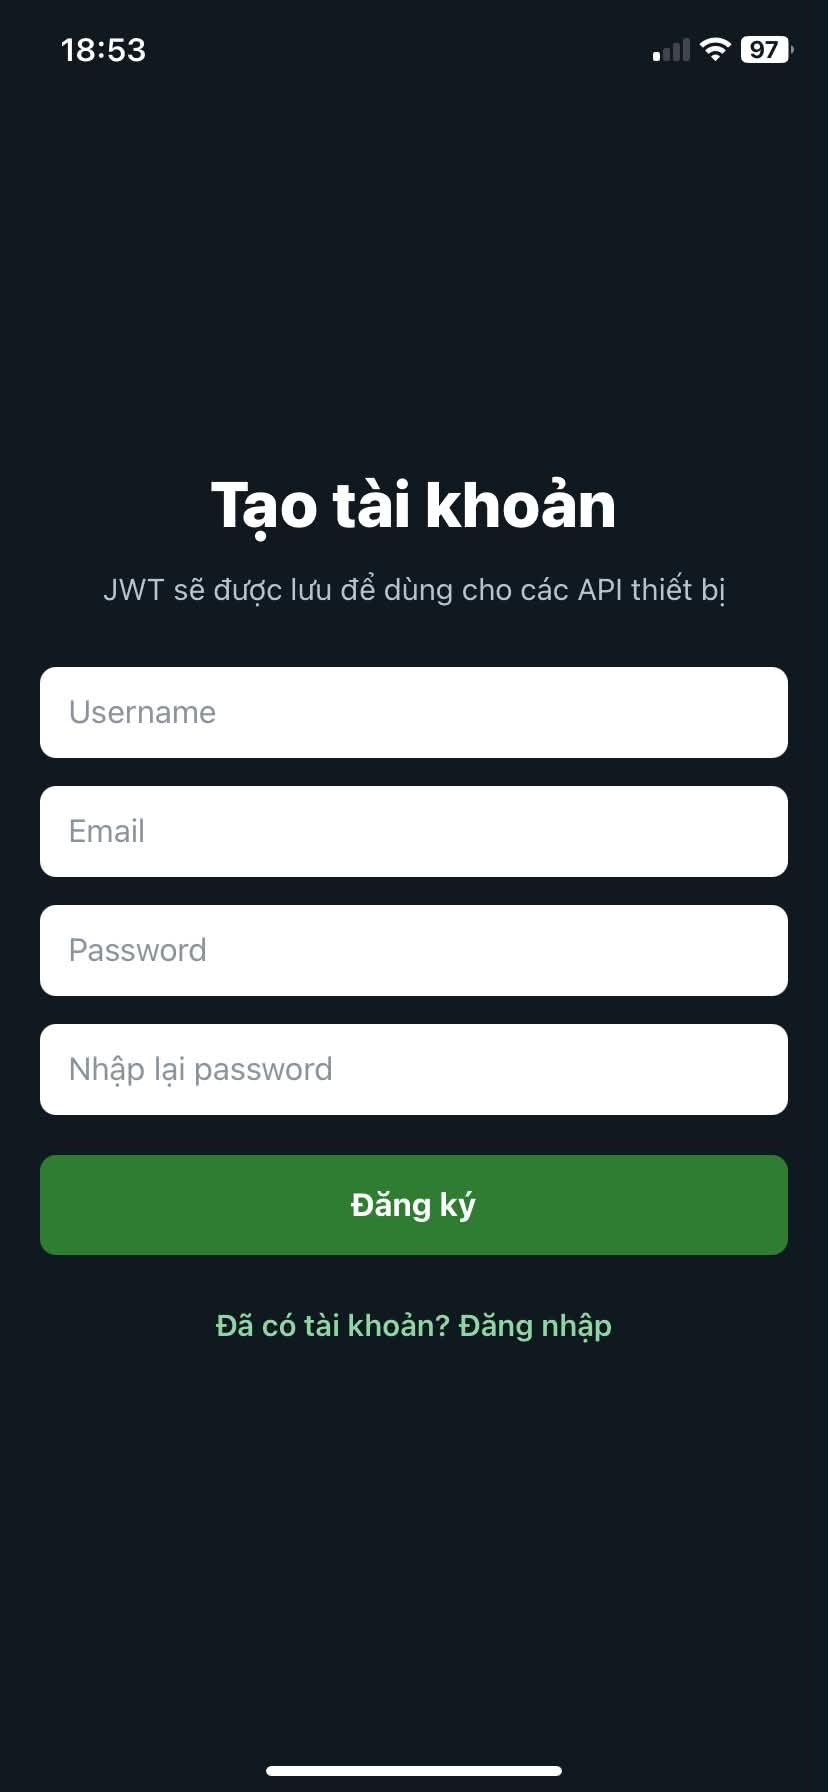 18:53
97
Tạo tài khoản
JWT sẽ được lưu để dùng cho các API thiết bị
Username
Email
Password
Nhập lại password
Đăng ký
Đã có tài khoản? Đăng nhập